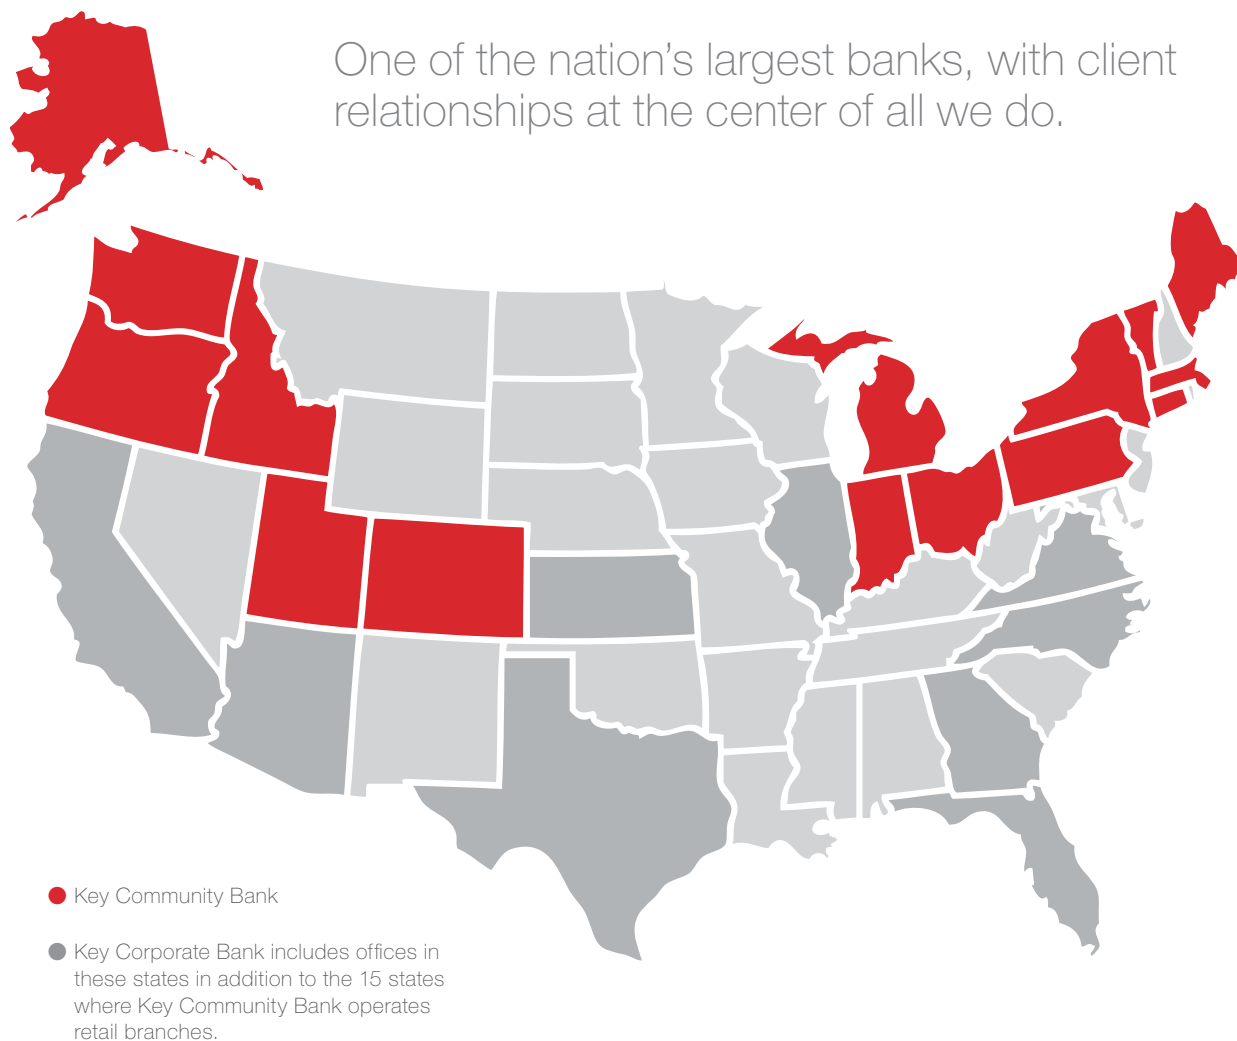 One of the nation’s largest banks, with client
relationships at the center of all we do.
Key Community Bank
Key Corporate Bank includes offices in
these states in addition to the 15 states
where Key Community Bank operates
retail branches.